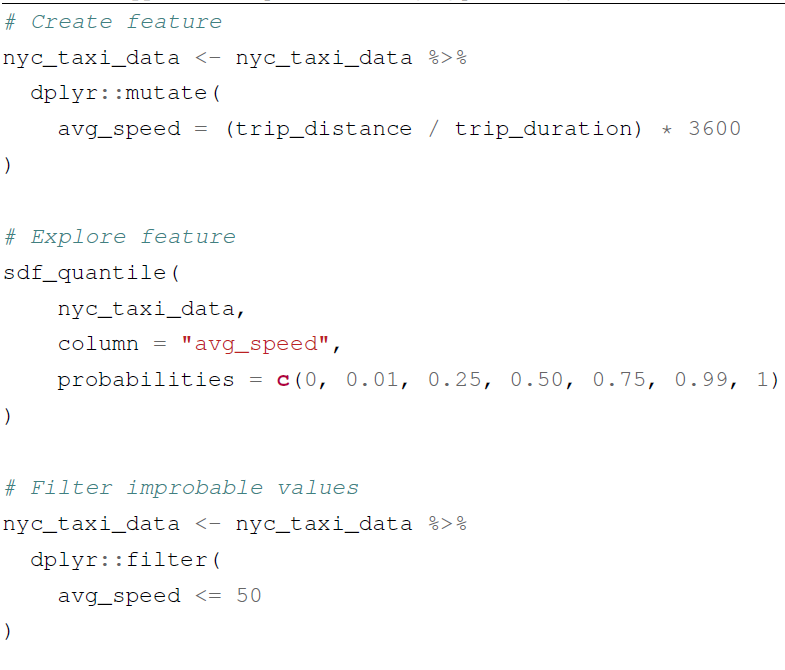 # Create feature
nyc_taxi_data <- nyc_taxi_data %>%
  dplyr::mutate(
    avg_speed = (trip_distance / trip_duration) * 3600
)

# Explore feature
sdf_quantile(
    nyc_taxi_data,
    column = "avg_speed",
    probabilities = c(0, 0.01, 0.25, 0.50, 0.75, 0.99, 1)
)

# Filter improbable values
nyc_taxi_data <- nyc_taxi_data %>%
  dplyr::filter(
    avg_speed <= 50
)